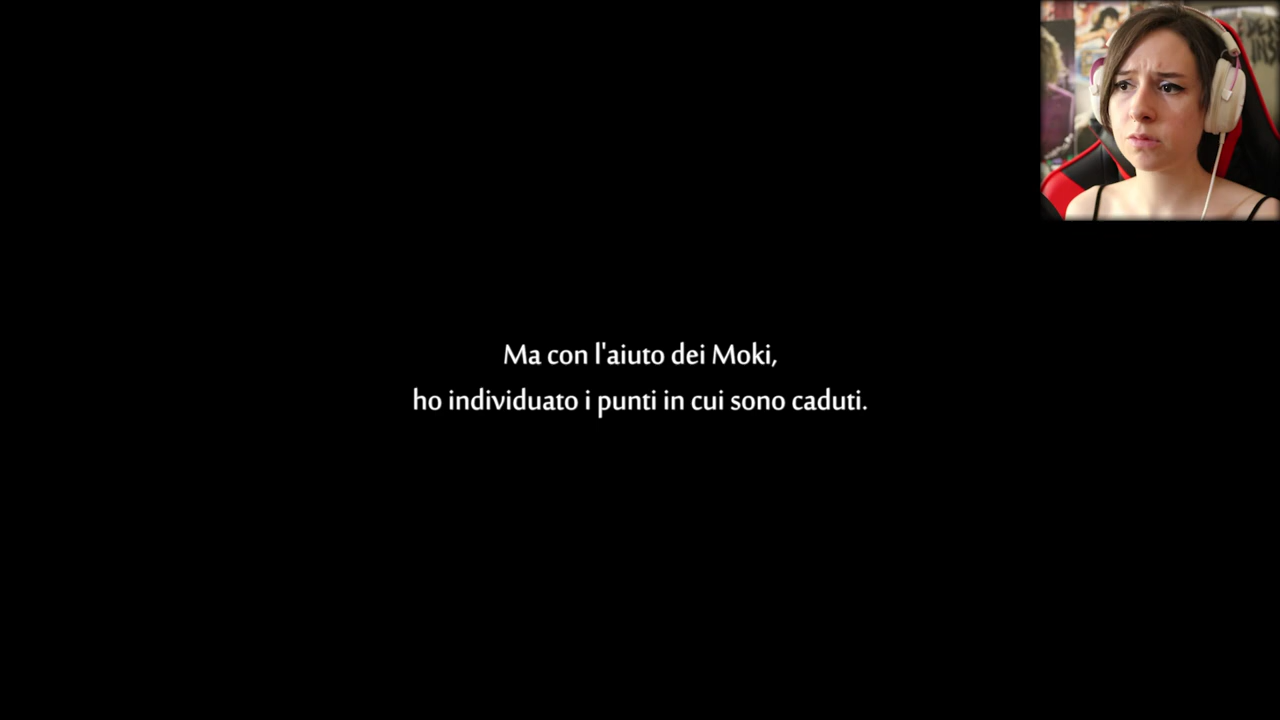 Ma con l'aiuto dei Moki,
ho individuato i punti in cui sono caduti.